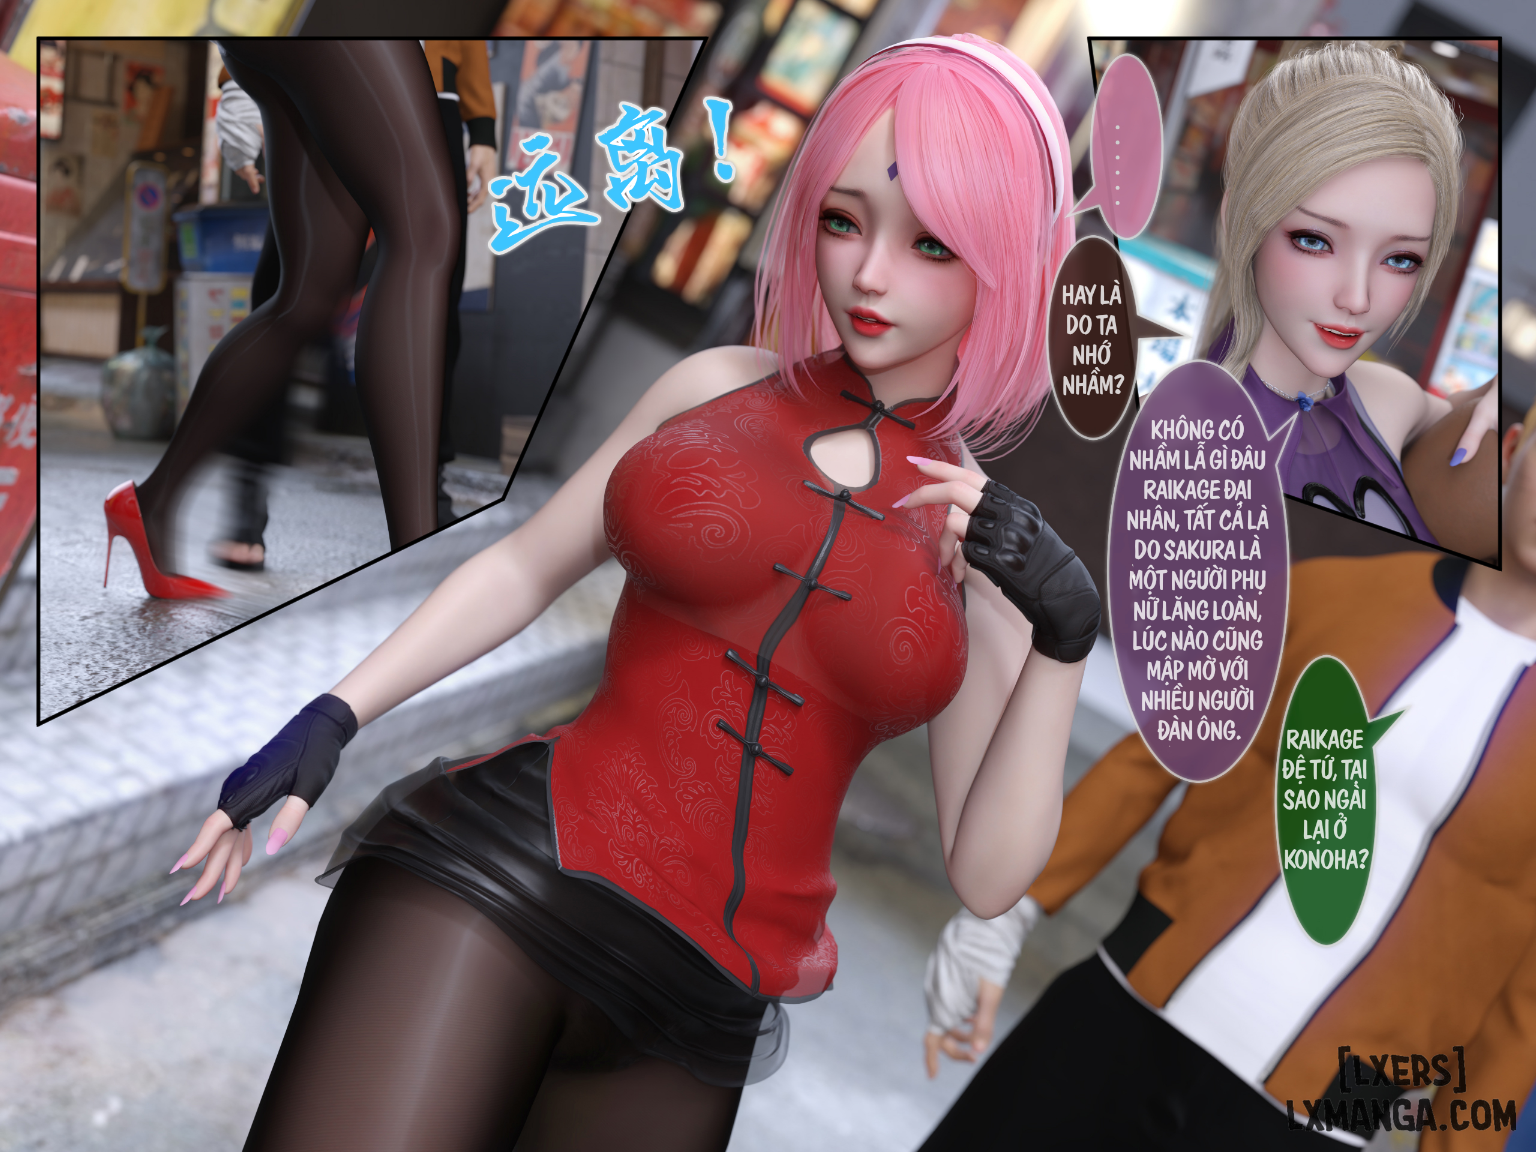 远离!
......
HAY LÀ
DO TA
NHỚ
NHẦM?
KHÔNG CÓ
NHẦM LẪ GÌ ĐÂU
RAIKAGE ĐẠI
NHÂN, TẤT CẢ LÀ
DO SAKURA LÀ
MỘT NGƯỜI PHỤ
NỮ LĂNG LOÀN,
LÚC NÀO CŨNG
MẬP MỜ VỚI
NHIỀU NGƯỜI
ĐÀN ÔNG.
RAIKAGE
ĐỆ TỨ, TẠI
SAO NGÀI
LẠI Ở
KONOHA?
[LXERS]
LXMANGA.COM